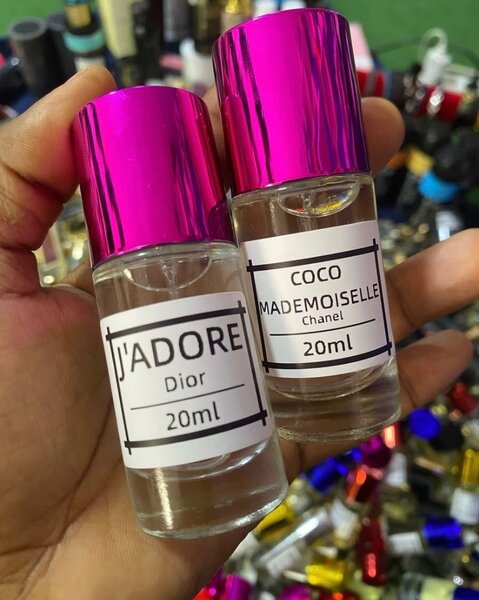 J'ADORE
Dior
20ml
COCO
MADEMOISELLE
Chanel
20ml